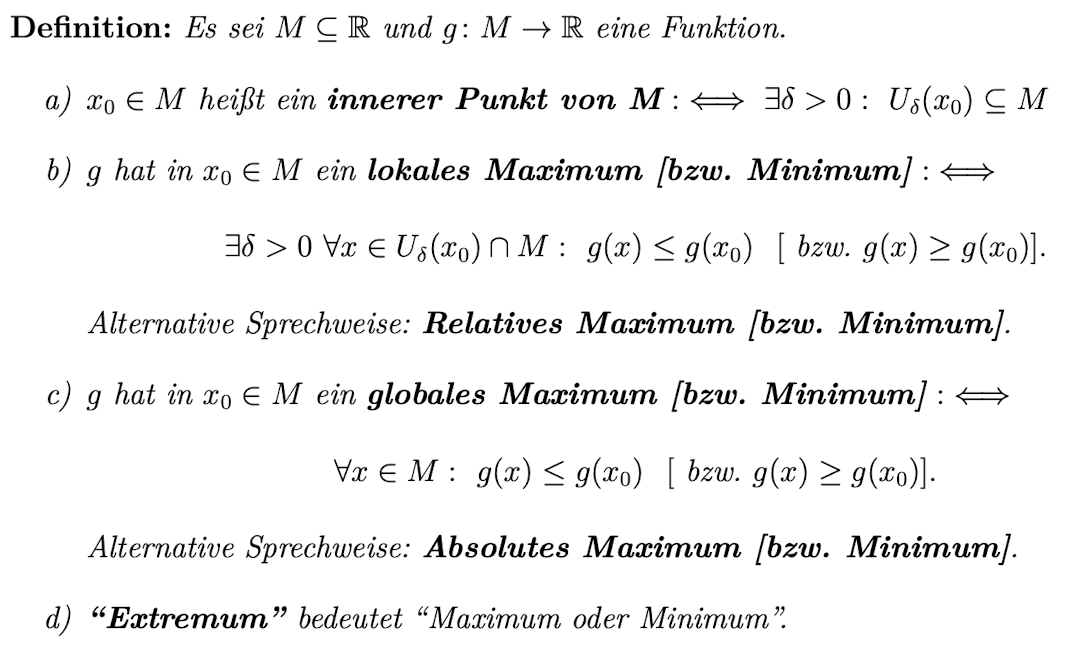 Definition: Es sei M ⊆ ℝ und g: M → ℝ eine Funktion.
a) x₀ ∈ M heißt ein innerer Punkt von M :⟺ ∃δ > 0 : U_δ(x₀) ⊆ M
b) g hat in x₀ ∈ M ein lokales Maximum [bzw. Minimum] :⟺
∃δ > 0 ∀x ∈ U_δ(x₀) ∩ M : g(x) ≤ g(x₀) [ bzw. g(x) ≥ g(x₀)].
Alternative Sprechweise: Relatives Maximum [bzw. Minimum].
c) g hat in x₀ ∈ M ein globales Maximum [bzw. Minimum] :⟺
∀x ∈ M : g(x) ≤ g(x₀) [ bzw. g(x) ≥ g(x₀)].
Alternative Sprechweise: Absolutes Maximum [bzw. Minimum].
d) “Extremum” bedeutet “Maximum oder Minimum”.